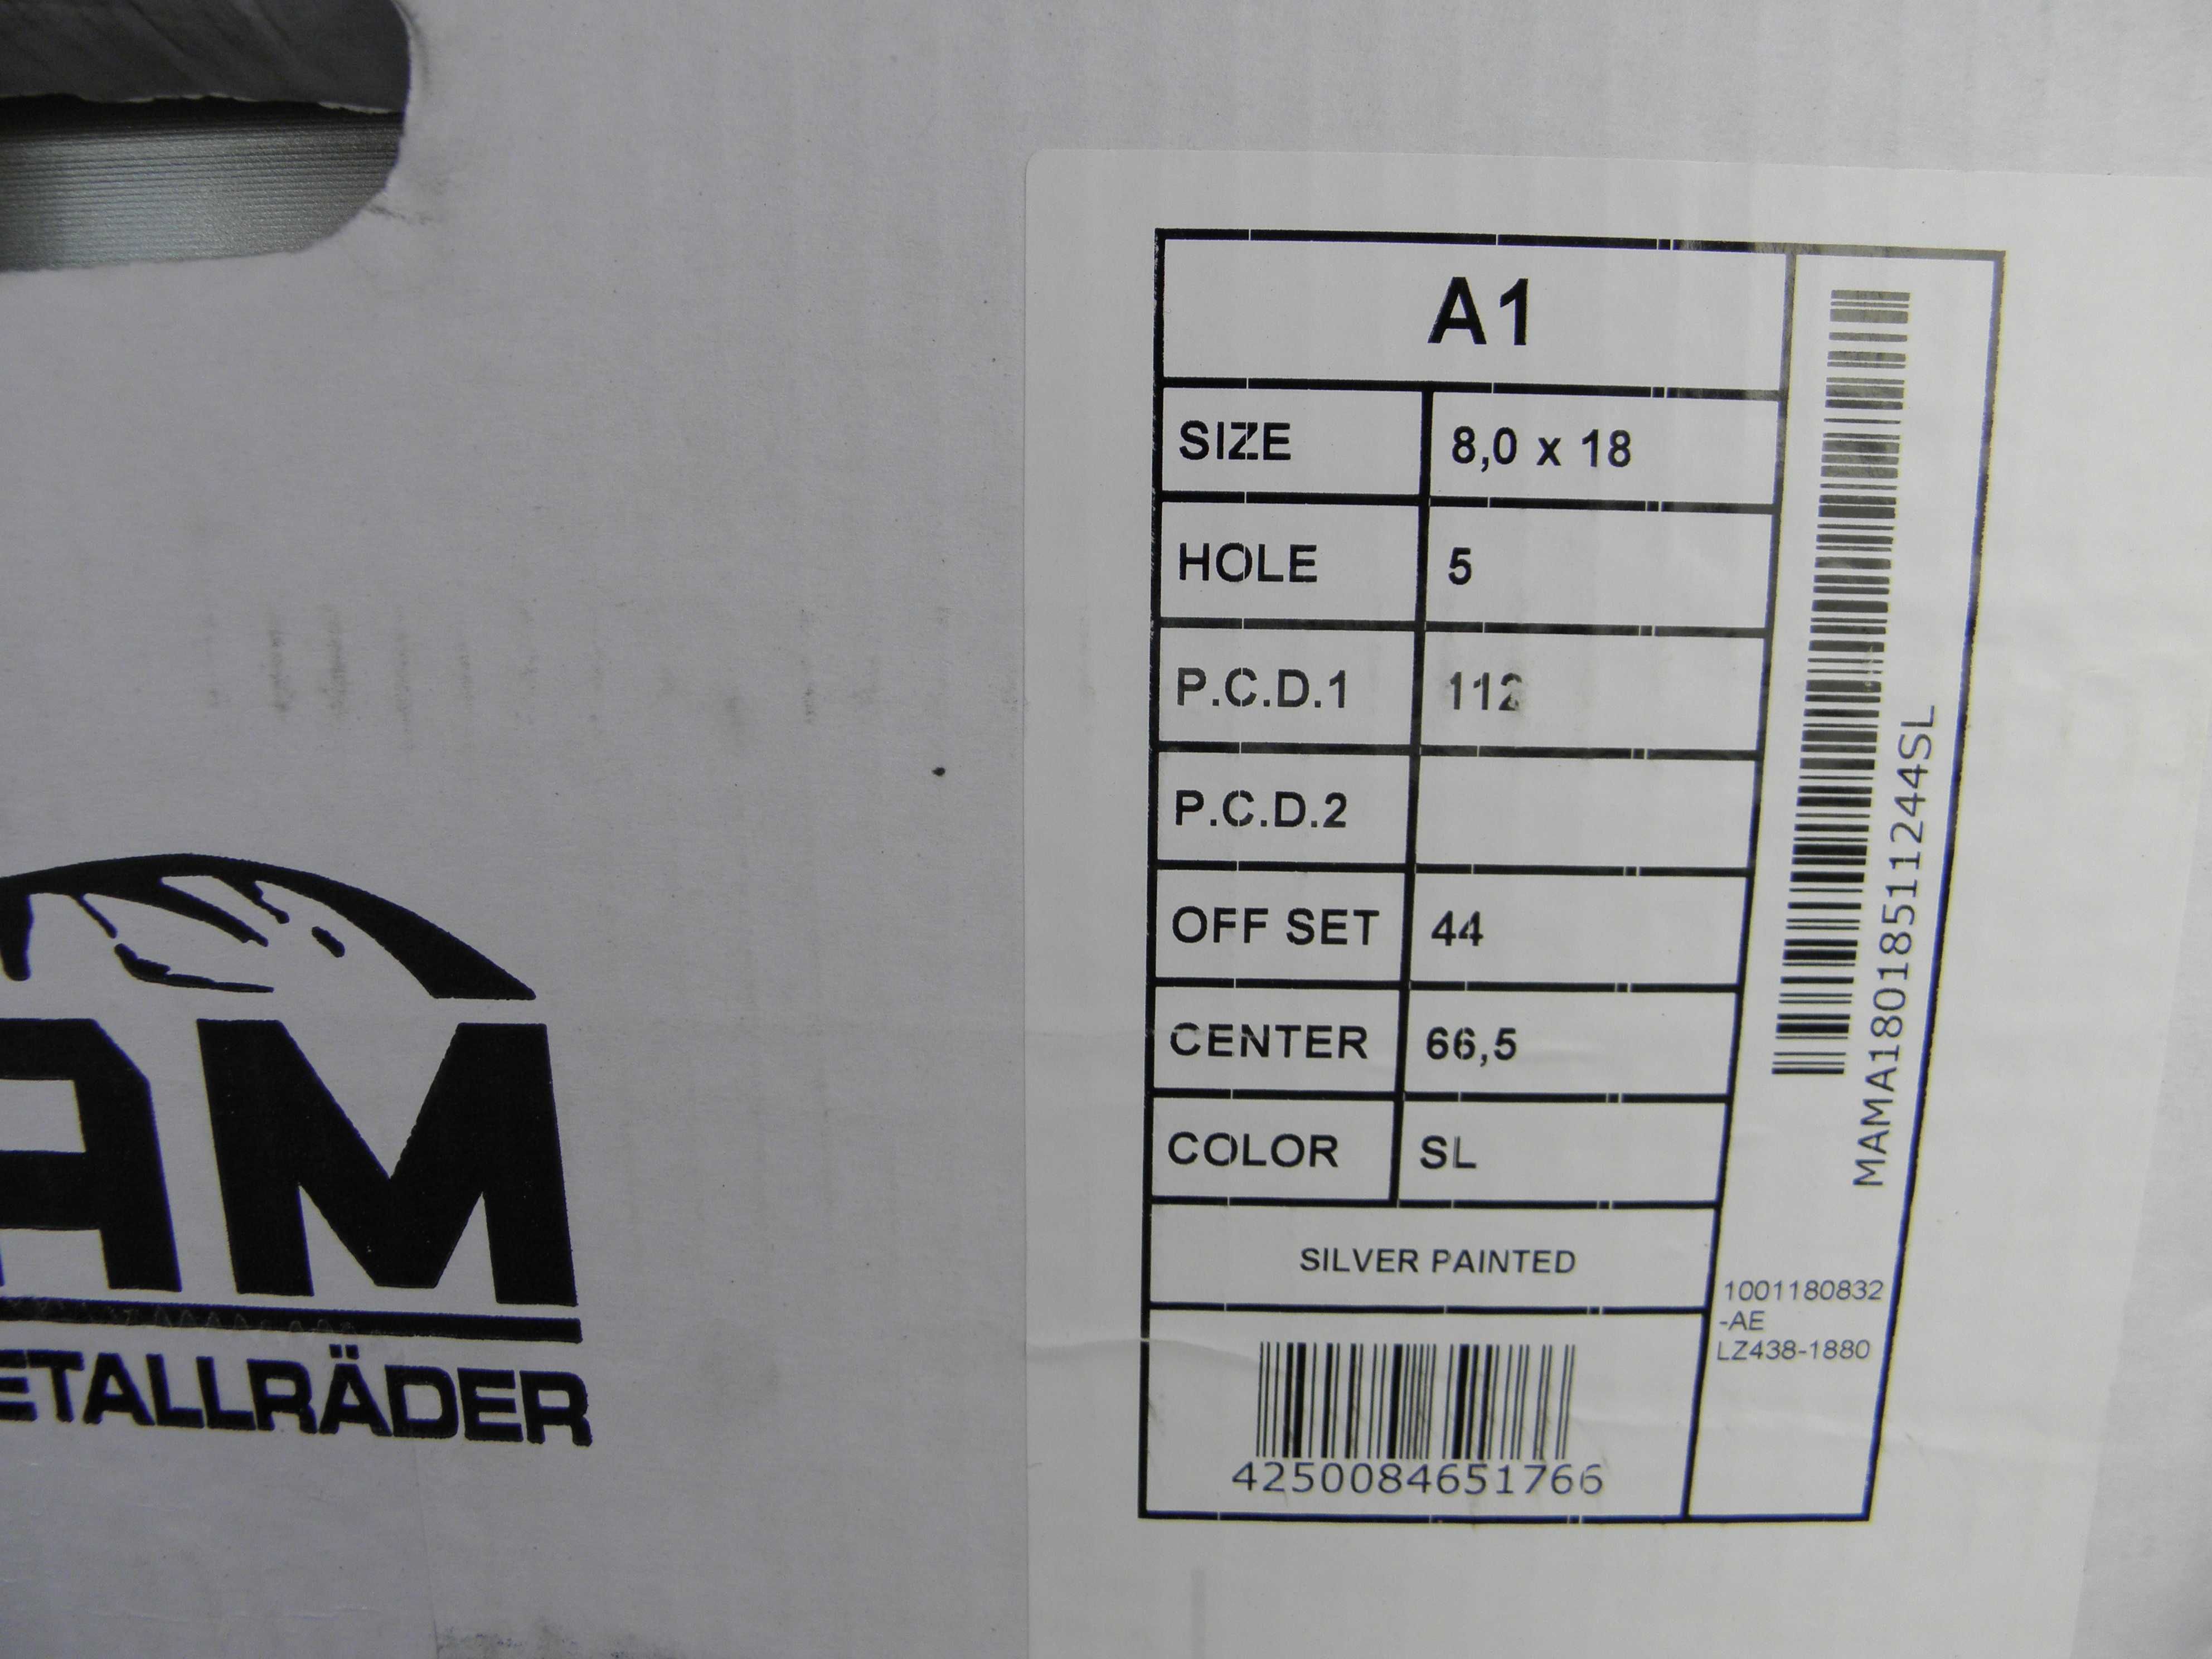 A1
SIZE 8,0 x 18
HOLE 5
P.C.D.1 112
P.C.D.2
OFF SET 44
CENTER 66,5
COLOR SL
SILVER PAINTED
4250084651766
MAMA18018511244SL
1001180832
-AE
LZ438-1880
AM
ETALLRÄDER